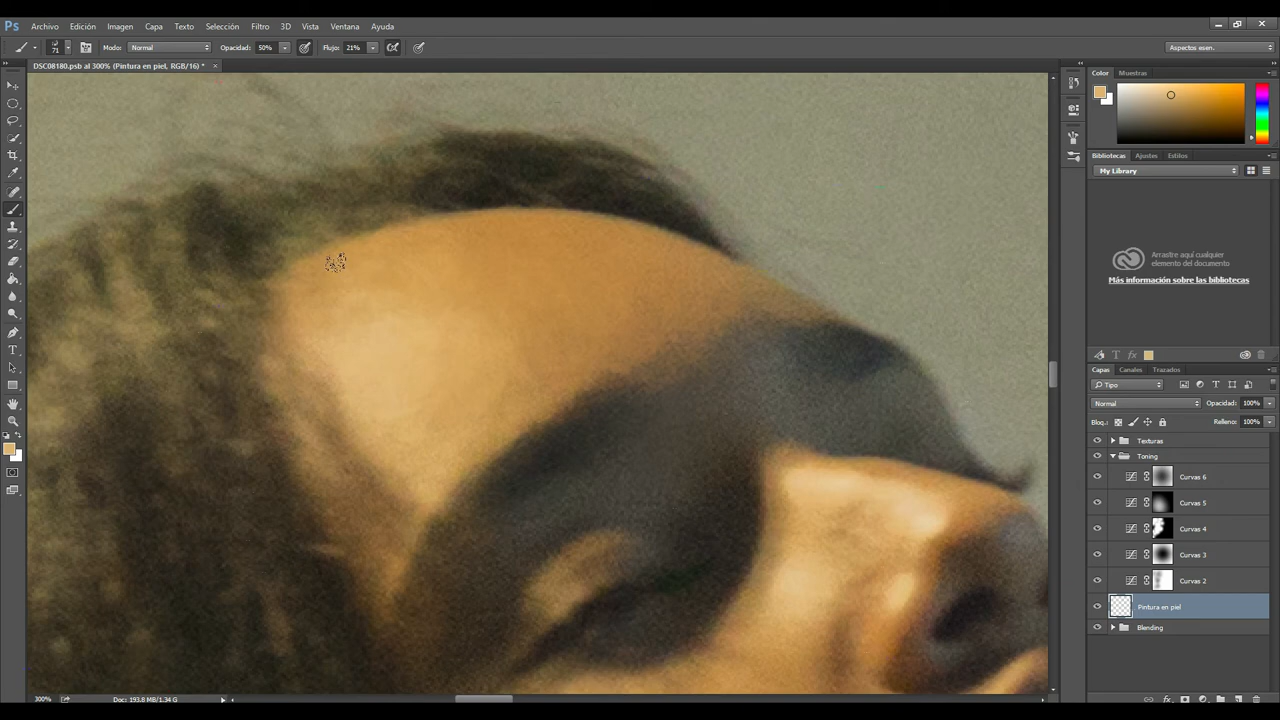 Ps Archivo Edición Imagen Capa Texto Selección Filtro 3D Vista Ventana Ayuda
71 Modo: Normal Opacidad: 50% Flujo: 21% Aspectos esen.
DSC08180.psb al 300% (Pintura en piel, RGB/16) * ×
Color Muestras
Bibliotecas Ajustes Estilos
My Library
Arrastre aquí cualquier
elemento del documento
Más información sobre las bibliotecas
Capas Canales Trazados
Tipo
Normal Opacidad: 100%
Bloq.: Relleno: 100%
Texturas
Toning
Curvas 6
Curvas 5
Curvas 4
Curvas 3
Curvas 2
Pintura en piel
Blending
300% Doc: 193.8 MB/1.34 G